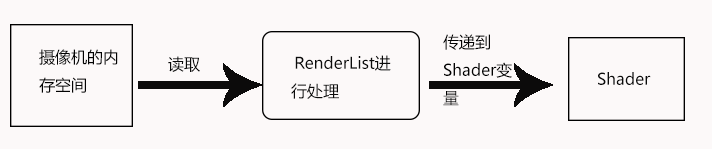 摄像机的内
存空间
读取
RenderList进
行处理
传递到
Shader变
量
Shader